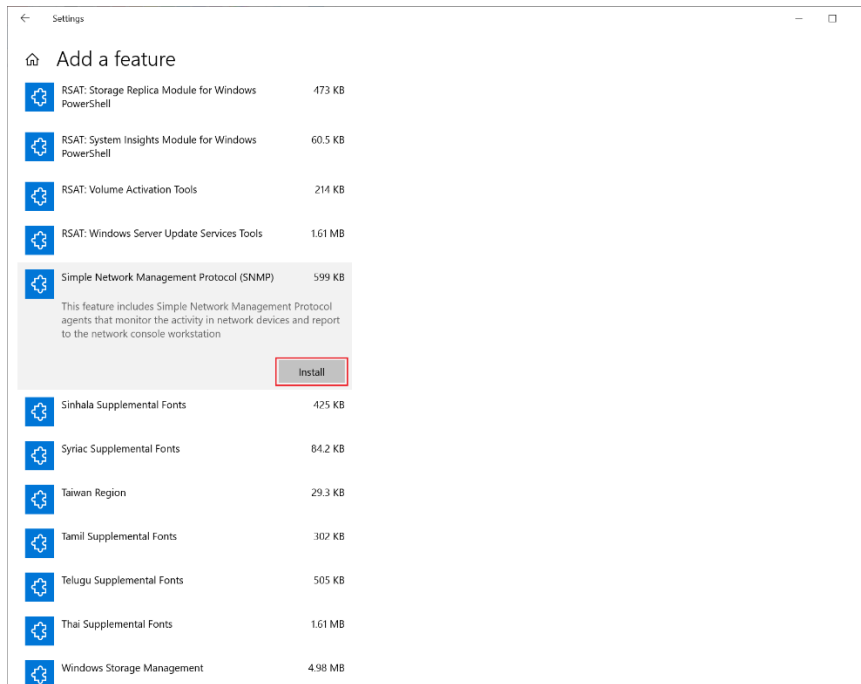 Settings
Add a feature
RSAT: Storage Replica Module for Windows 473 KB
PowerShell
RSAT: System Insights Module for Windows 60.5 KB
PowerShell
RSAT: Volume Activation Tools 214 KB
RSAT: Windows Server Update Services Tools 1.61 MB
Simple Network Management Protocol (SNMP) 599 KB
This feature includes Simple Network Management Protocol
agents that monitor the activity in network devices and report
to the network console workstation
Install
Sinhala Supplemental Fonts 425 KB
Syriac Supplemental Fonts 84.2 KB
Taiwan Region 29.3 KB
Tamil Supplemental Fonts 302 KB
Telugu Supplemental Fonts 505 KB
Thai Supplemental Fonts 1.61 MB
Windows Storage Management 4.98 MB